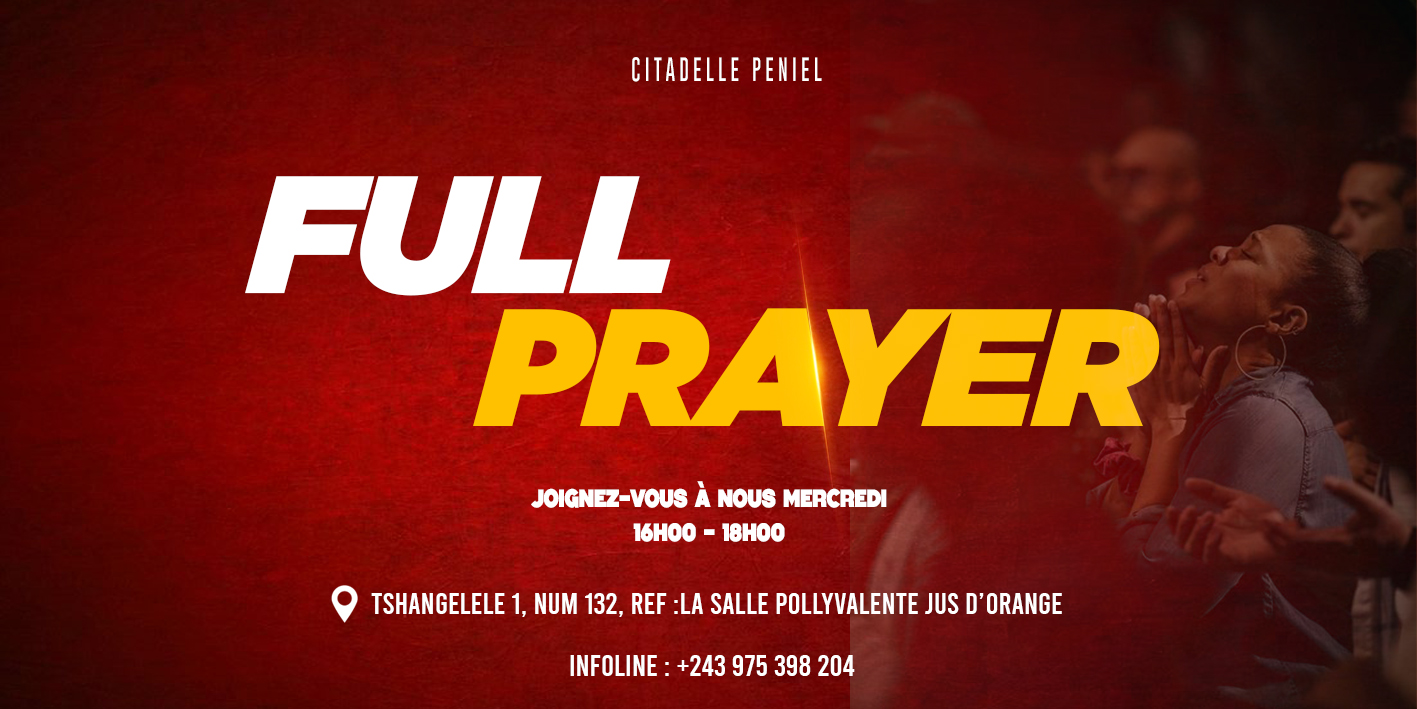 CITADELLE PENIEL
FULL
PRAYER
JOIGNEZ-VOUS À NOUS MERCREDI
16H00 - 18H00
TSHANGELELE 1, NUM 132, REF :LA SALLE POLLYVALENTE JUS D'ORANGE
INFOLINE : +243 975 398 204